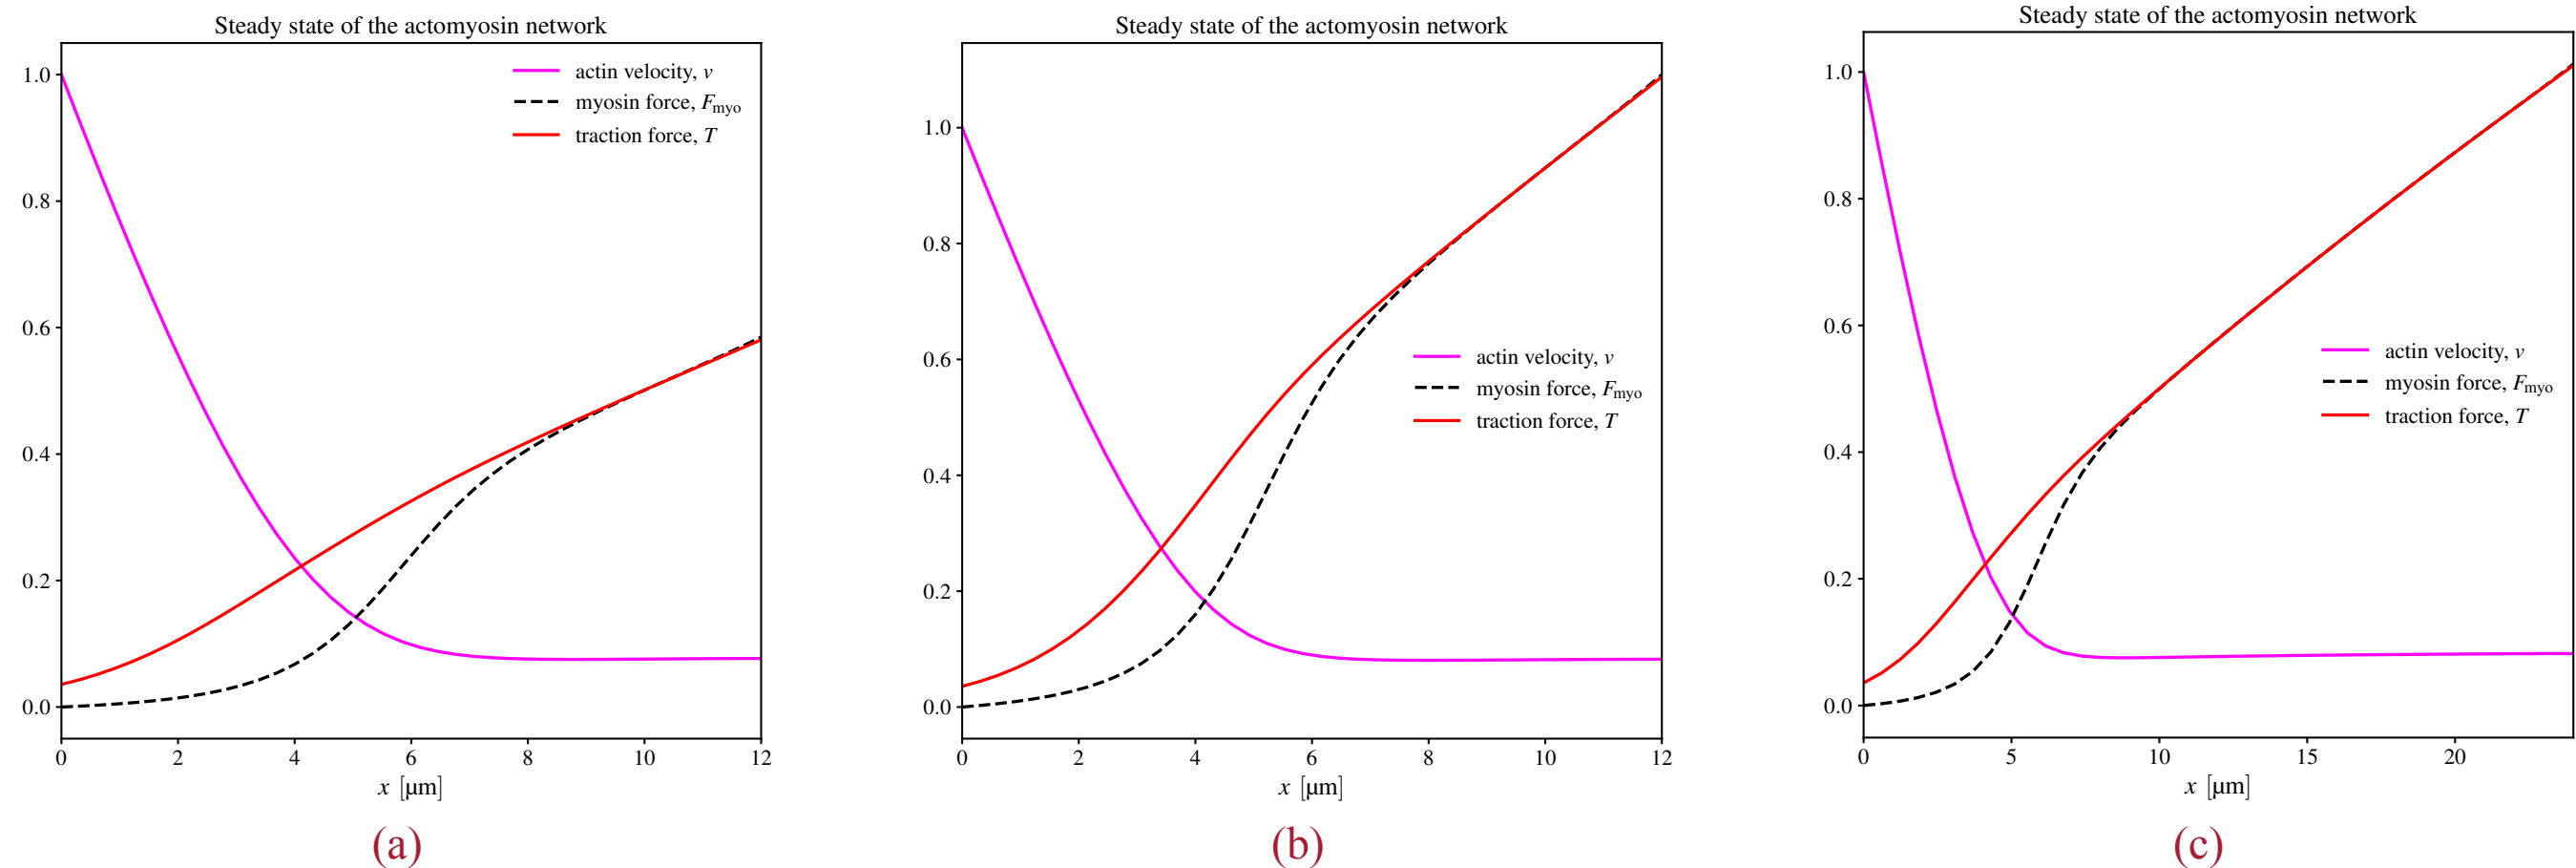 Steady state of the actomyosin network
1.0
0.8
0.6
0.4
0.2
0.0
actin velocity, v
myosin force, Fmyo
traction force, T
0 2 4 6 8 10 12
x [µm]
(a)
Steady state of the actomyosin network
1.0
0.8
0.6
0.4
0.2
0.0
actin velocity, v
myosin force, Fmyo
traction force, T
0 2 4 6 8 10 12
x [µm]
(b)
Steady state of the actomyosin network
1.0
0.8
0.6
0.4
0.2
0.0
actin velocity, v
myosin force, Fmyo
traction force, T
0 5 10 15 20
x [µm]
(c)